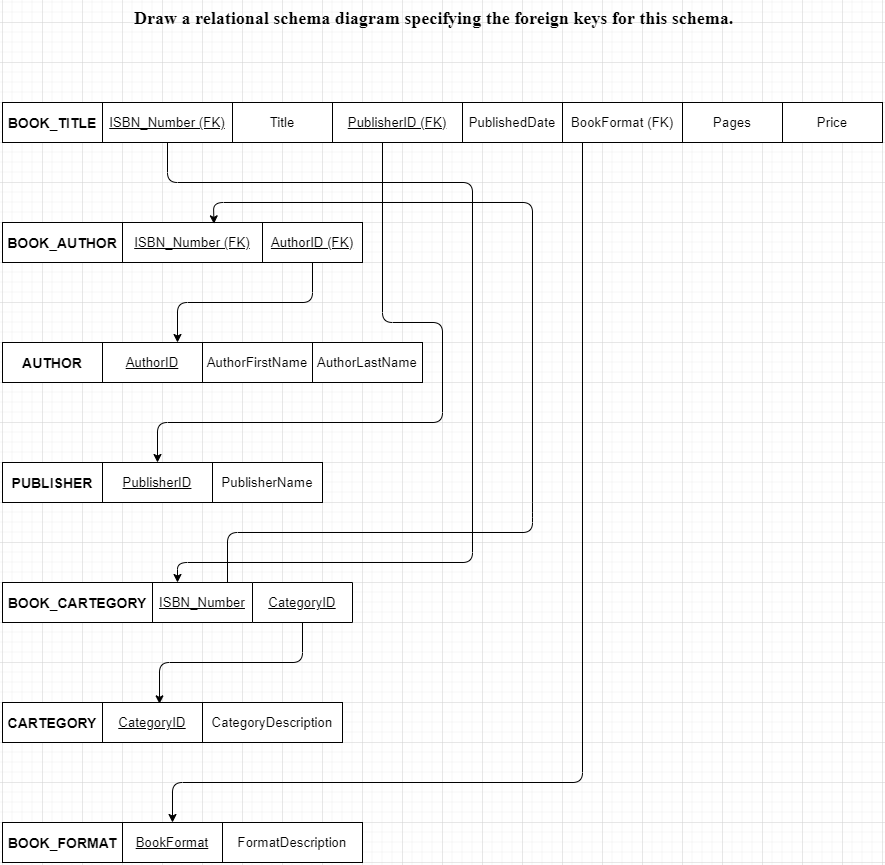 Draw a relational schema diagram specifying the foreign keys for this schema.
BOOK_TITLE ISBN_Number (FK) Title PublisherID (FK) PublishedDate BookFormat (FK) Pages Price
BOOK_AUTHOR ISBN_Number (FK) AuthorID (FK)
AUTHOR AuthorID AuthorFirstName AuthorLastName
PUBLISHER PublisherID PublisherName
BOOK_CARTEGORY ISBN_Number CategoryID
CARTEGORY CategoryID CategoryDescription
BOOK_FORMAT BookFormat FormatDescription